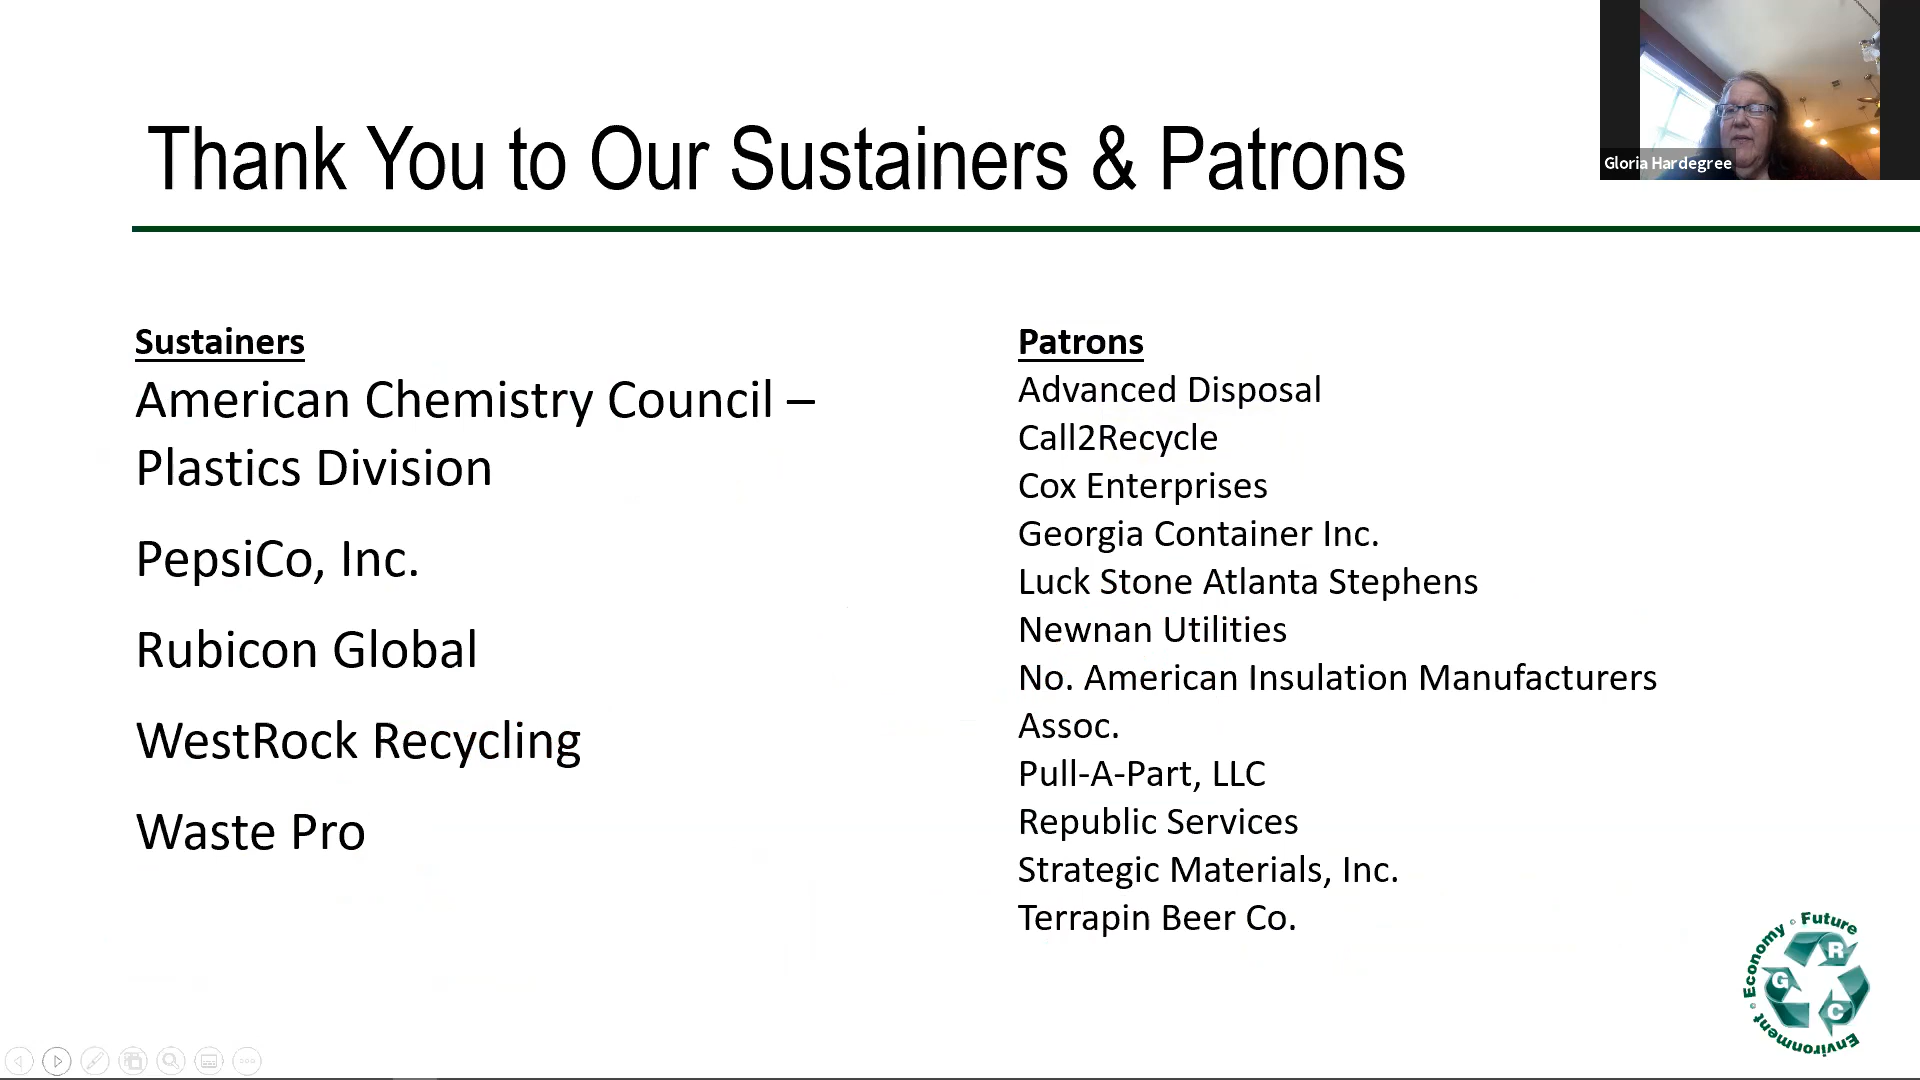 Thank You to Our Sustainers & Patrons
Gloria Hardegree
Sustainers
American Chemistry Council –
Plastics Division
PepsiCo, Inc.
Rubicon Global
WestRock Recycling
Waste Pro
Patrons
Advanced Disposal
Call2Recycle
Cox Enterprises
Georgia Container Inc.
Luck Stone Atlanta Stephens
Newnan Utilities
No. American Insulation Manufacturers
Assoc.
Pull-A-Part, LLC
Republic Services
Strategic Materials, Inc.
Terrapin Beer Co.
Economy · Future
Environment
G R C